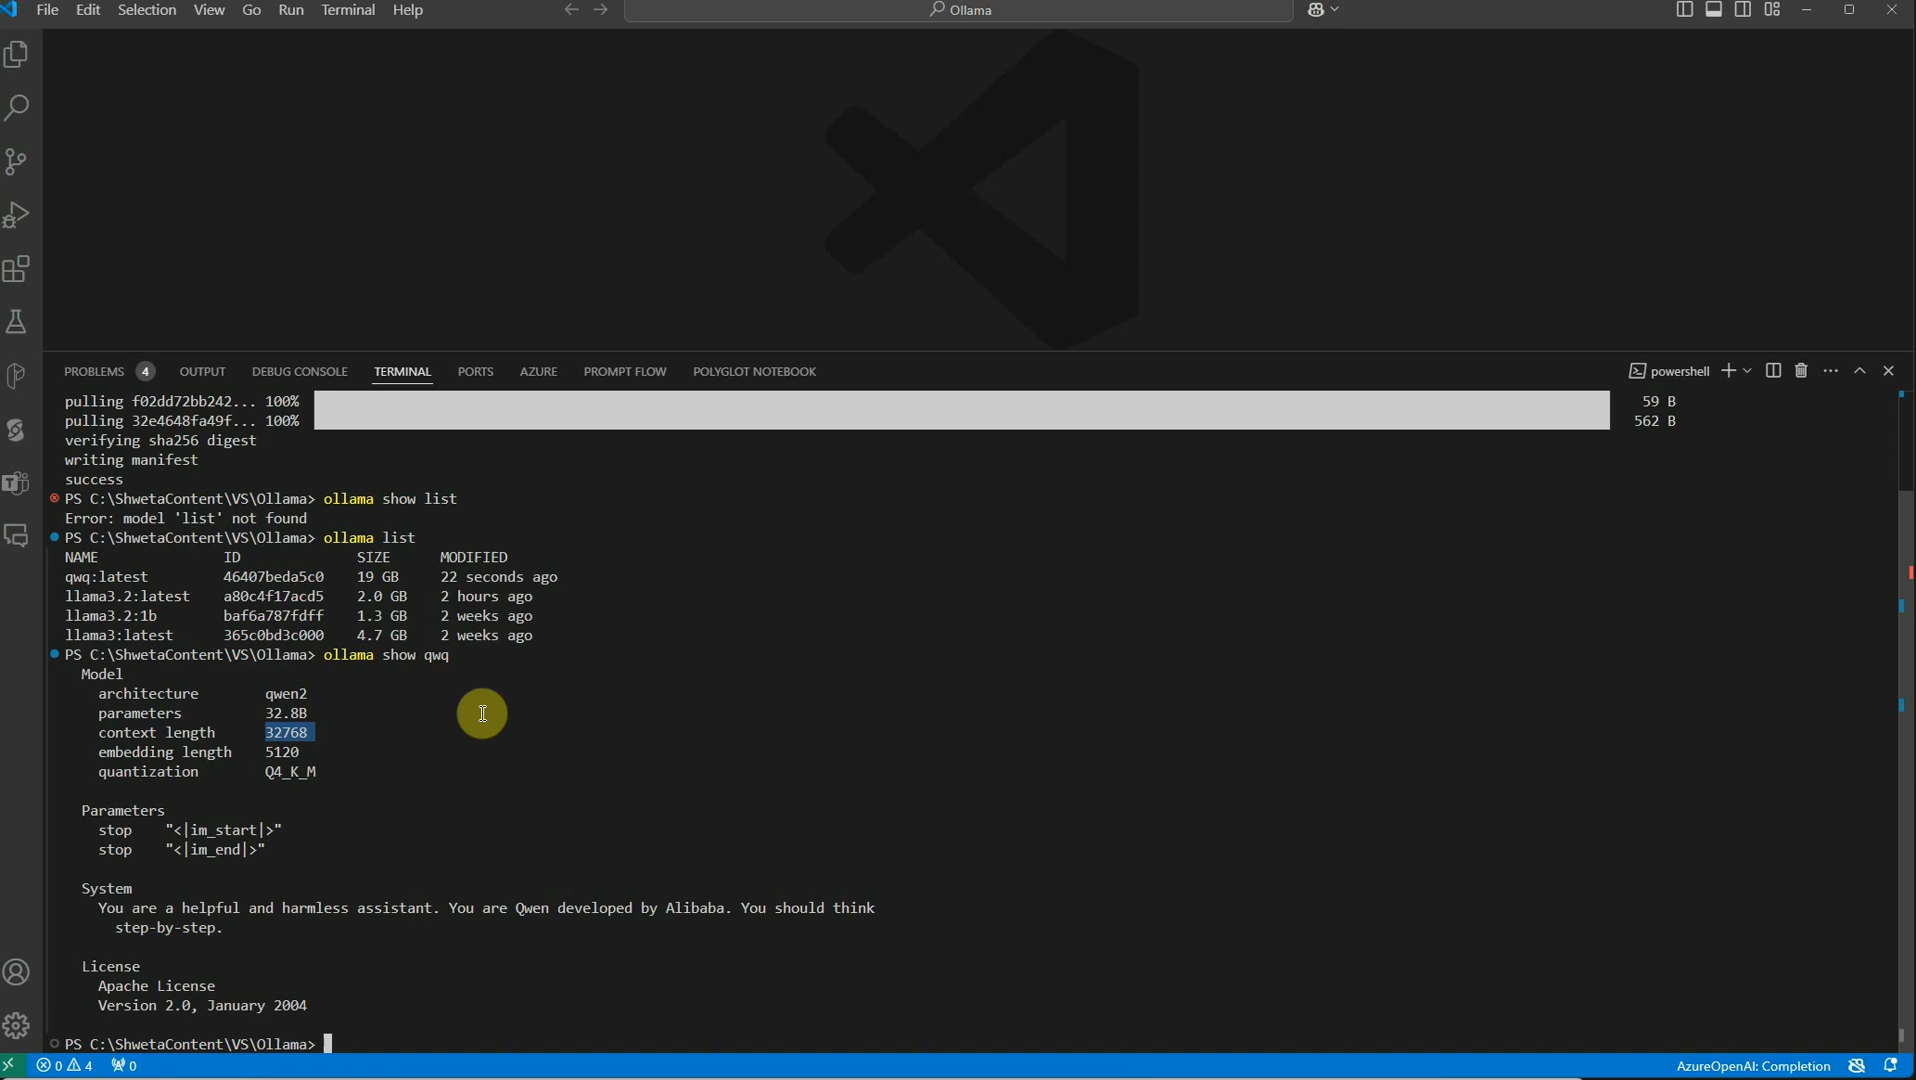 File Edit Selection View Go Run Terminal Help
Ollama
PROBLEMS 4 OUTPUT DEBUG CONSOLE TERMINAL PORTS AZURE PROMPT FLOW POLYGLOT NOTEBOOK
powershell
pulling f02dd72bb242... 100% 59 B
pulling 32e4648fa49f... 100% 562 B
verifying sha256 digest
writing manifest
success
PS C:\ShwetaContent\VS\Ollama> ollama show list
Error: model 'list' not found
PS C:\ShwetaContent\VS\Ollama> ollama list
NAME ID SIZE MODIFIED
qwq:latest 46407beda5c0 19 GB 22 seconds ago
llama3.2:latest a80c4f17acd5 2.0 GB 2 hours ago
llama3.2:1b baf6a787fdff 1.3 GB 2 weeks ago
llama3:latest 365c0bd3c000 4.7 GB 2 weeks ago
PS C:\ShwetaContent\VS\Ollama> ollama show qwq
Model
architecture qwen2
parameters 32.8B
context length 32768
embedding length 5120
quantization Q4_K_M
Parameters
stop "<|im_start|>"
stop "<|im_end|>"
System
You are a helpful and harmless assistant. You are Qwen developed by Alibaba. You should think
step-by-step.
License
Apache License
Version 2.0, January 2004
PS C:\ShwetaContent\VS\Ollama>
0 4 0
AzureOpenAI: Completion